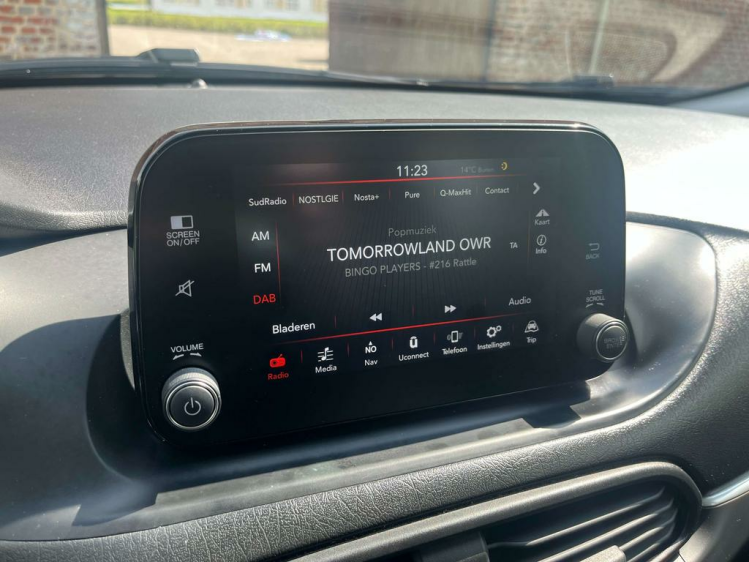 11:23
14°C Buiten
SudRadio NOSTLGIE Nosta+ Pure Q-MaxHit Contact
SCREEN
ON/OFF
AM
FM
DAB
Popmuziek
TOMORROWLAND OWR
BINGO PLAYERS - #216 Rattle
TA
Kaart
Info
BACK
TUNE
SCROLL
Bladeren
Audio
VOLUME
Radio
Media
NO
Nav
Uconnect
Telefoon
Instellingen
Trip